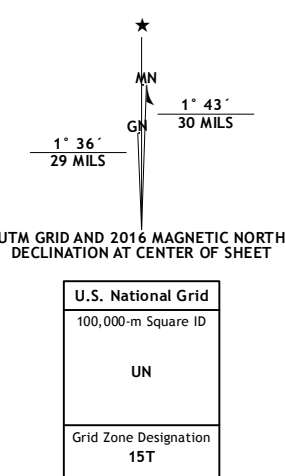 ★
MN
1° 43´
GN
30 MILS
1° 36´
29 MILS
UTM GRID AND 2016 MAGNETIC NORTH
DECLINATION AT CENTER OF SHEET
U.S. National Grid
100,000-m Square ID
UN
Grid Zone Designation
15T